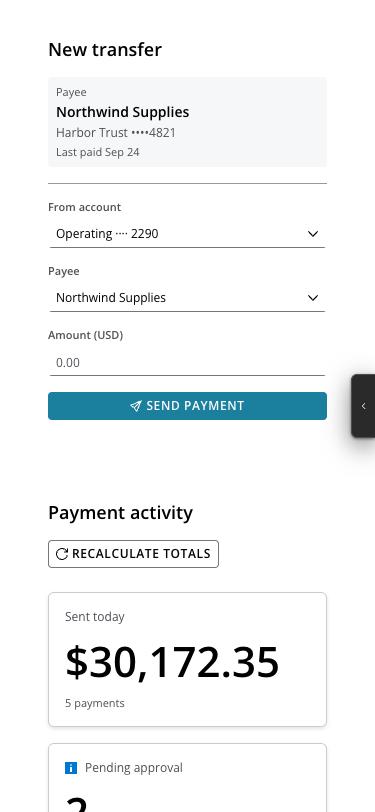 New transfer
Payee
Northwind Supplies
Harbor Trust ••••4821
Last paid Sep 24
From account
Operating ···· 2290
Payee
Northwind Supplies
Amount (USD)
0.00
SEND PAYMENT
Payment activity
RECALCULATE TOTALS
Sent today
$30,172.35
5 payments
Pending approval